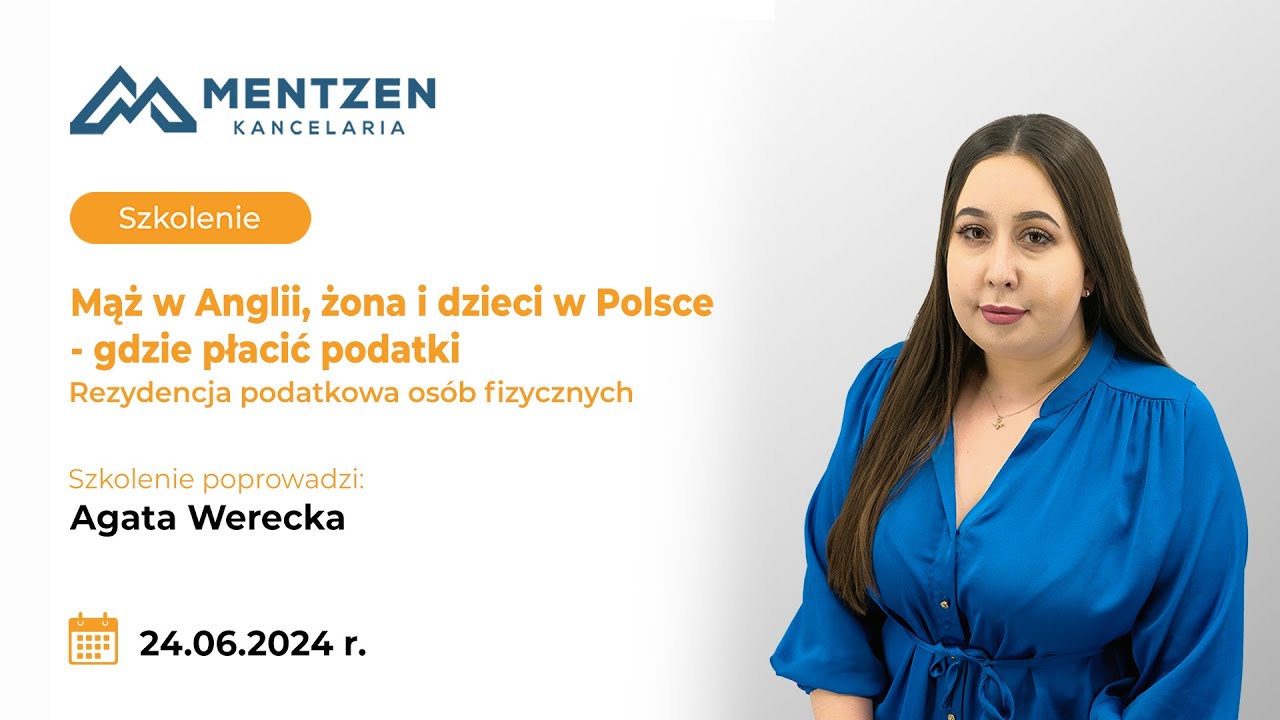 MENTZEN
KANCELARIA
Szkolenie
Mąż w Anglii, żona i dzieci w Polsce
- gdzie płacić podatki
Rezydencja podatkowa osób fizycznych
Szkolenie poprowadzi:
Agata Werecka
24.06.2024 r.